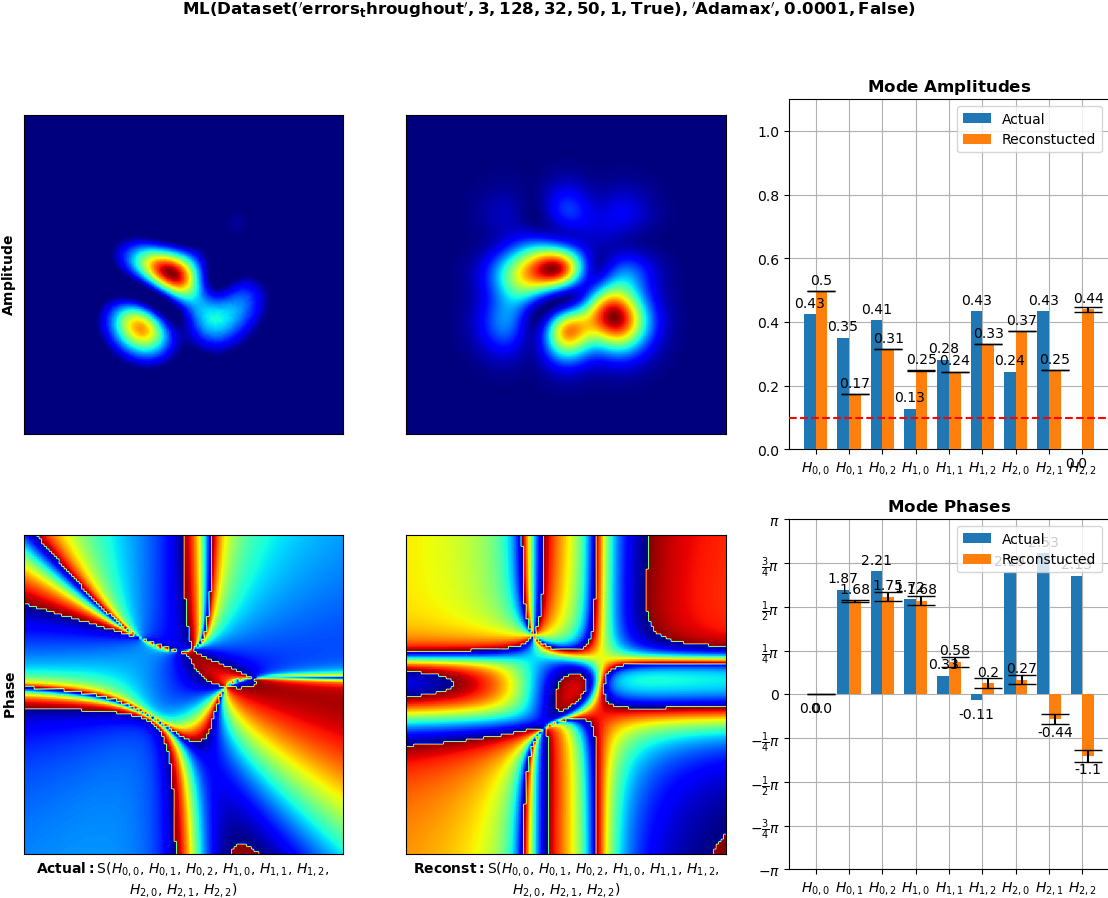 ML(Dataset('errors_throughout', 3, 128, 32, 50, 1, True), 'Adamax', 0.0001, False)
Amplitude
Mode Amplitudes
Actual
Reconstucted
1.0
0.8
0.6
0.4
0.2
0.0
0.43
0.5
0.35
0.17
0.41
0.31
0.13
0.25
0.28
0.24
0.43
0.33
0.24
0.37
0.43
0.25
0.0
0.44
H0,0 H0,1 H0,2 H1,0 H1,1 H1,2 H2,0 H2,1 H2,2
Phase
Mode Phases
Actual
Reconstucted
π
3/4π
1/2π
1/4π
0
−1/4π
−1/2π
−3/4π
−π
0.0
0.0
1.87
1.68
2.21
1.75
1.72
1.68
0.33
0.58
-0.11
0.2
0.27
-0.44
-1.1
H0,0 H0,1 H0,2 H1,0 H1,1 H1,2 H2,0 H2,1 H2,2
Actual: S(H0,0, H0,1, H0,2, H1,0, H1,1, H1,2,
H2,0, H2,1, H2,2)
Reconst: S(H0,0, H0,1, H0,2, H1,0, H1,1, H1,2,
H2,0, H2,1, H2,2)